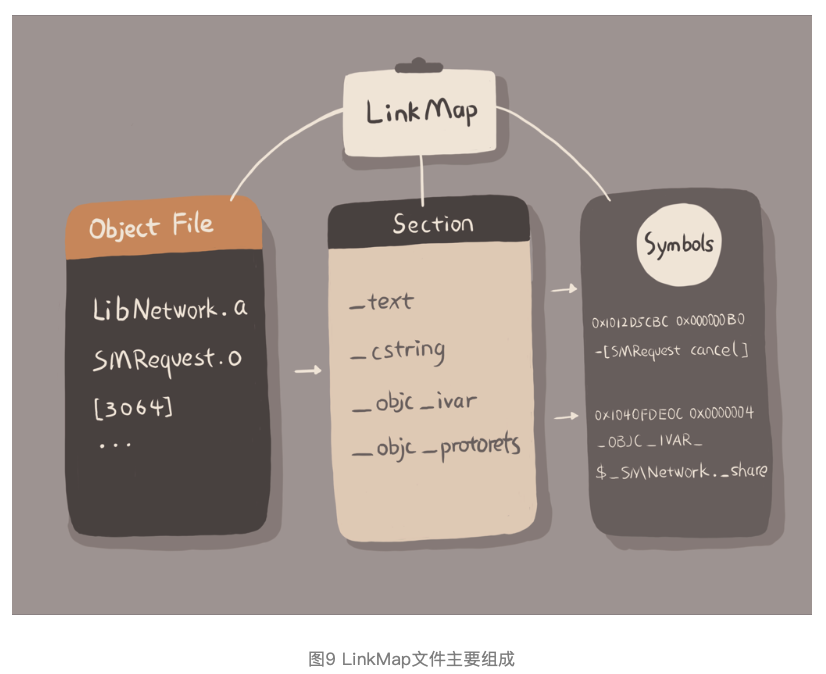 LinkMap
Object File
LibNetwork.a
SMRequest.o
[3064]
...
Section
_text
_cstring
_objc_ivar
_objc_protorets
Symbols
0x1012D5CBC 0x000000B0
-[SMRequest cancel]
0x1040FDE0C 0x0000004
_OBJC_IVAR_
$_SMNetwork._share
图9 LinkMap文件主要组成